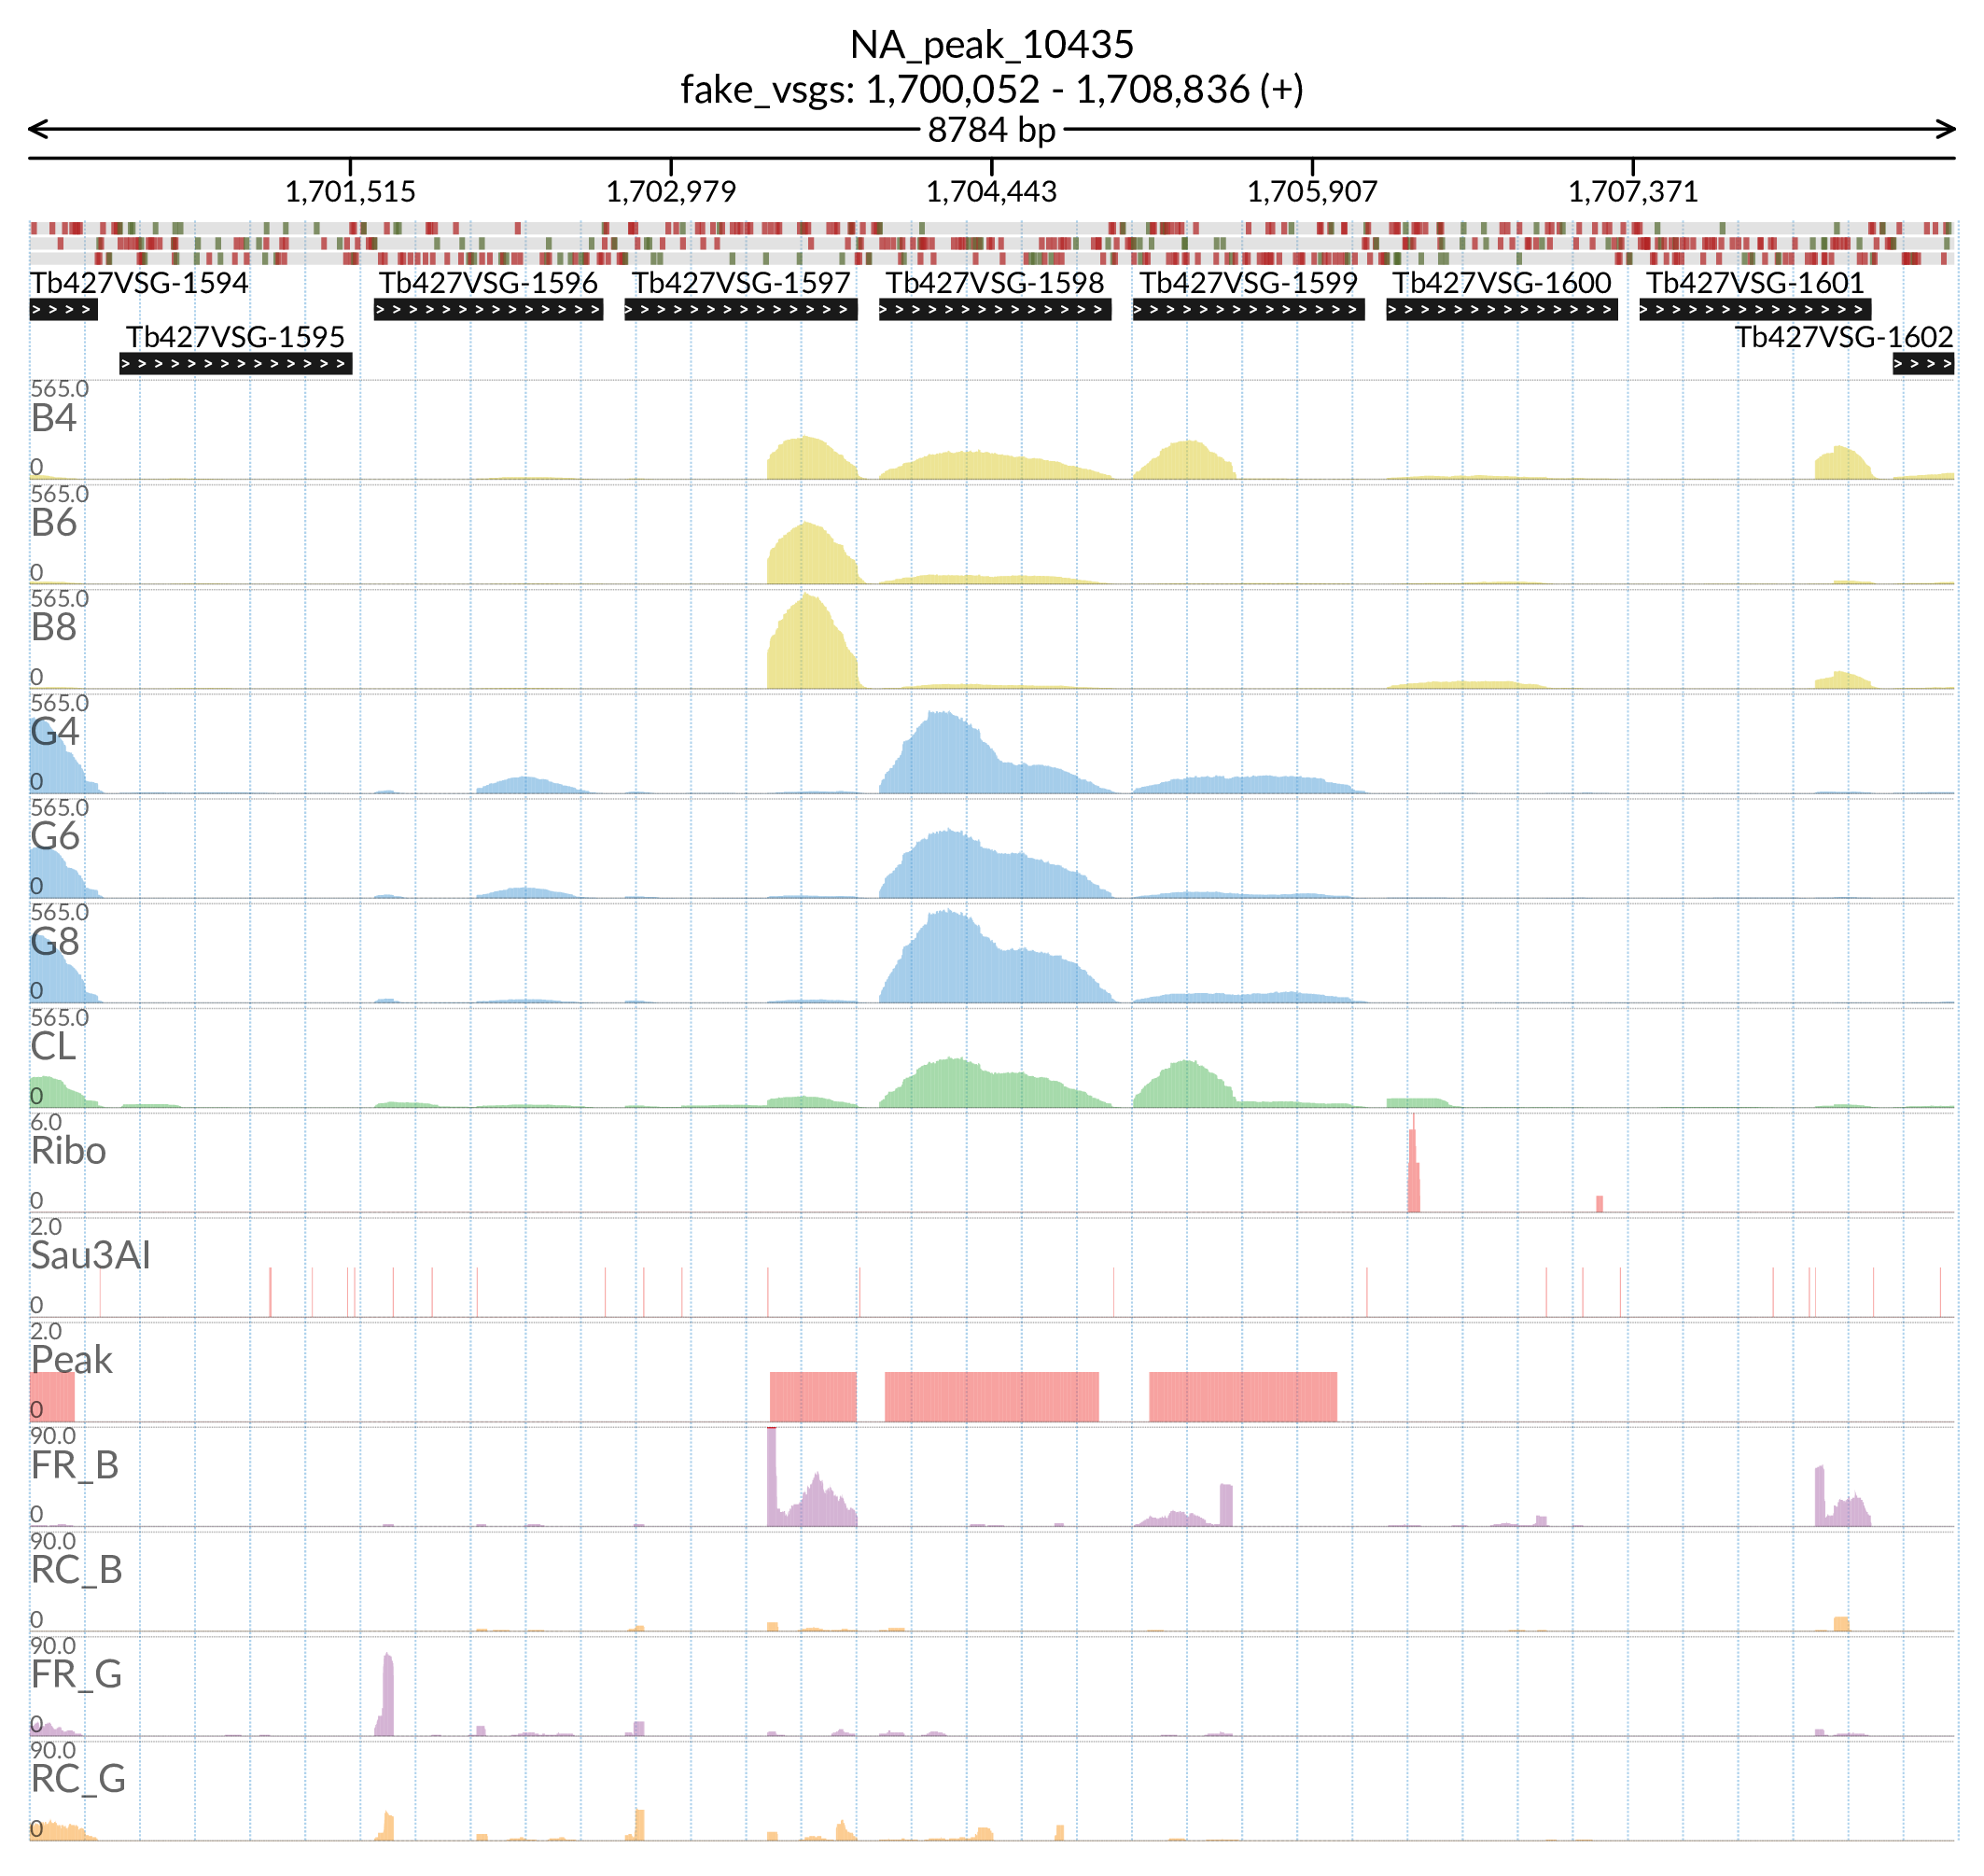 NA_peak_10435
fake_vsgs: 1,700,052 - 1,708,836 (+)
8784 bp
1,701,515 1,702,979 1,704,443 1,705,907 1,707,371
Tb427VSG-1594 Tb427VSG-1596 Tb427VSG-1597 Tb427VSG-1598 Tb427VSG-1599 Tb427VSG-1600 Tb427VSG-1601
Tb427VSG-1595 Tb427VSG-1602
565.0
B4
0
565.0
B6
0
565.0
B8
0
565.0
G4
0
565.0
G6
0
565.0
G8
0
565.0
CL
0
6.0
Ribo
0
2.0
Sau3AI
0
2.0
Peak
0
90.0
FR_B
0
90.0
RC_B
0
90.0
FR_G
0
90.0
RC_G
0